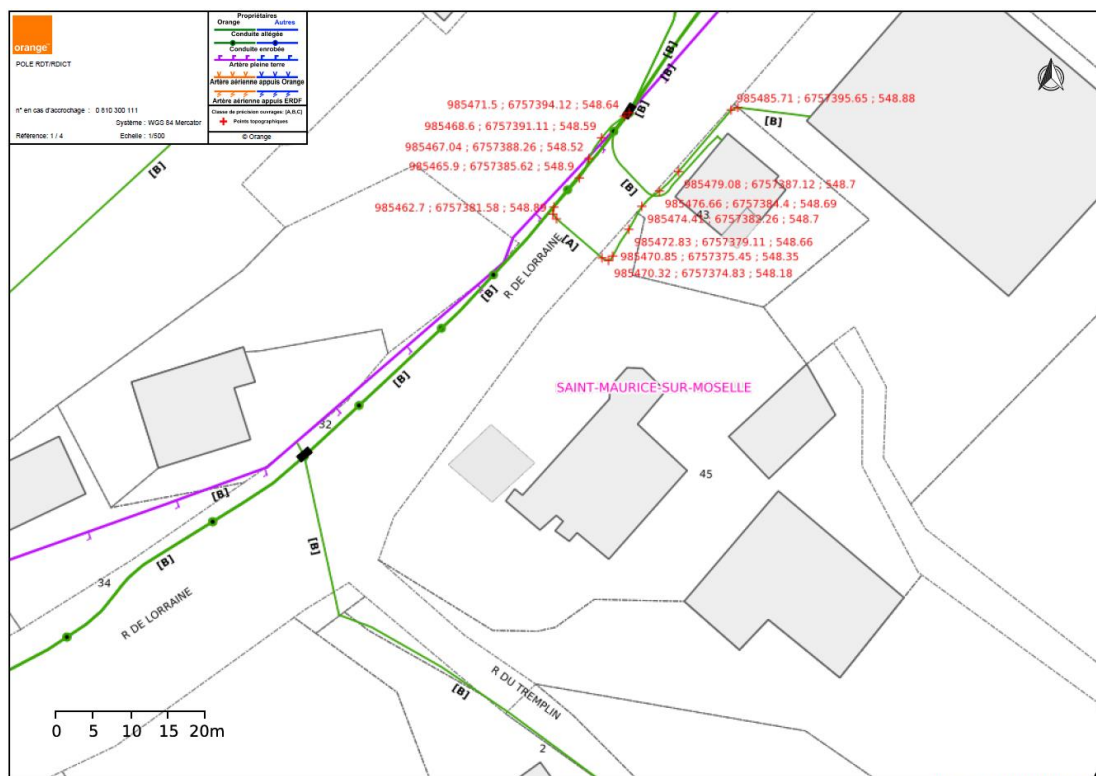 orange™
POLE RDT/RDICT
n° en cas d'accrochage : 0 810 300 111
Système : WGS 84 Mercator
Référence: 1 / 4
Echelle : 1/500
Propriétaires
Orange
Autres
Conduite allégée
Conduite enrobée
Artère pleine terre
Artère aérienne appuis Orange
Artère aérienne appuis ERDF
Classe de précision ouvrages: [A,B,C]
Points topographiques
© Orange
[B]
[B]
[B]
[B]
985471.5 ; 6757394.12 ; 548.64
985468.6 ; 6757391.11 ; 548.59
985467.04 ; 6757388.26 ; 548.52
985465.9 ; 6757385.62 ; 548.9
985462.7 ; 6757381.58 ; 548.89
985485.71 ; 6757395.65 ; 548.88
[B]
[B]
985479.08 ; 6757387.12 ; 548.7
985476.66 ; 6757384.4 ; 548.69
985474.41 ; 6757382.26 ; 548.7
43
985472.83 ; 6757379.11 ; 548.66
985470.85 ; 6757375.45 ; 548.35
985470.32 ; 6757374.83 ; 548.18
[A]
R DE LORRAINE
[B]
[B]
SAINT-MAURICE-SUR-MOSELLE
32
45
[B]
[B]
[B]
34
R DE LORRAINE
R DU TREMPLIN
[B]
2
0 5 10 15 20m